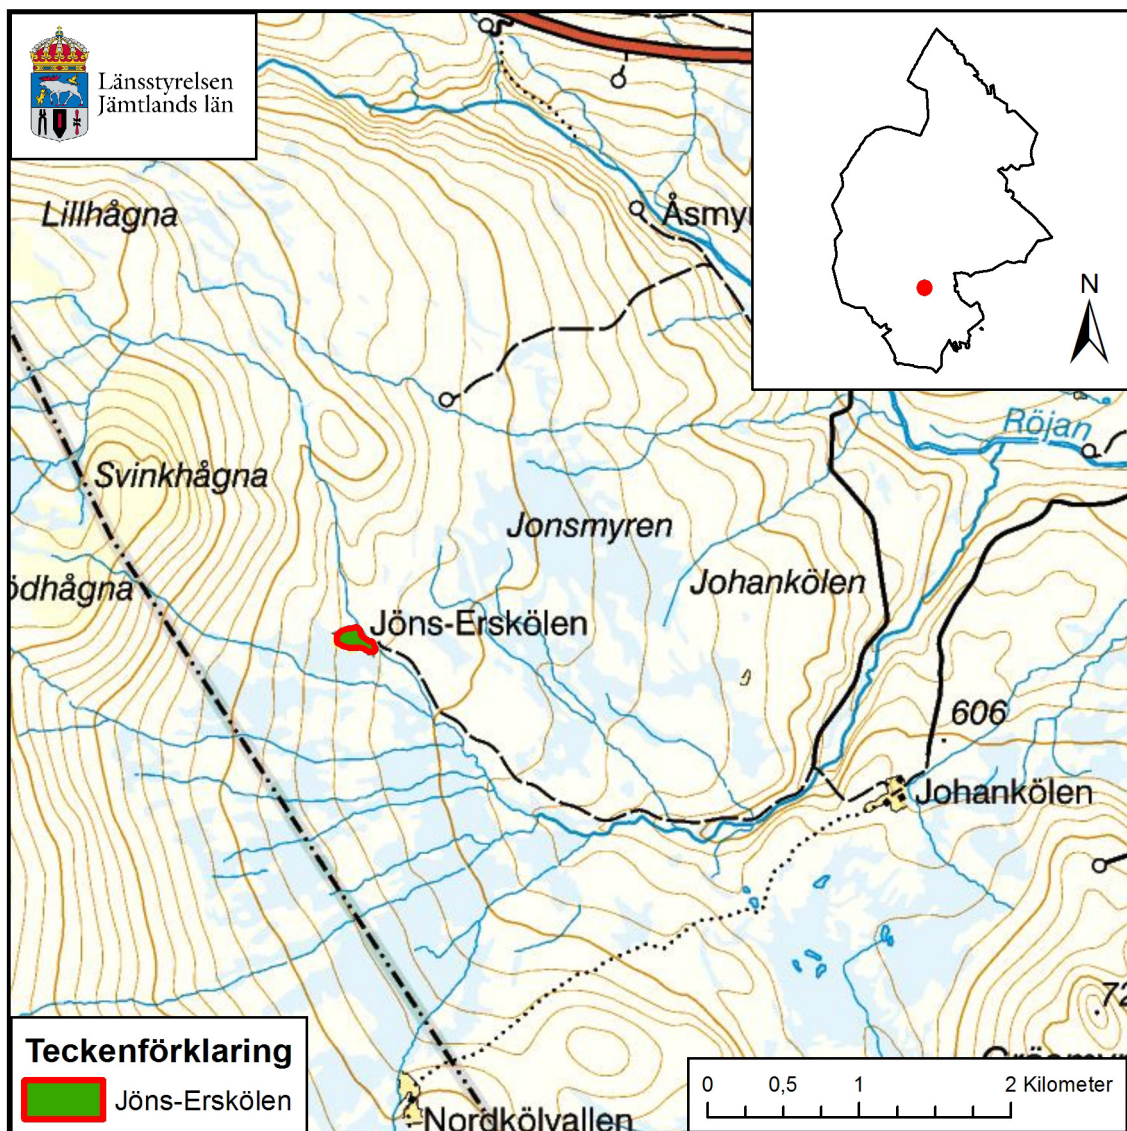 Länsstyrelsen
Jämtlands län
N
Lillhågna
Åsmyr
Röjan
Svinkhågna
Jonsmyren
Johankölen
ödhågna
Jöns-Erskölen
606
Johankölen
72
Nordkölvallen
Teckenförklaring
Jöns-Erskölen
0 0,5 1 2 Kilometer